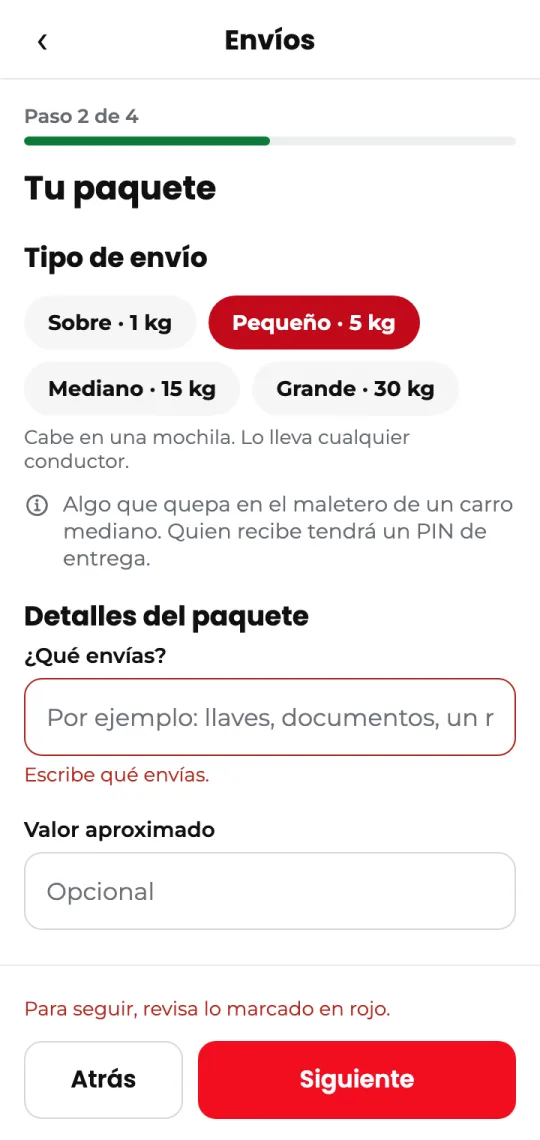 Envíos
Paso 2 de 4
Tu paquete
Tipo de envío
Sobre · 1 kg
Pequeño · 5 kg
Mediano · 15 kg
Grande · 30 kg
Cabe en una mochila. Lo lleva cualquier
conductor.
Algo que quepa en el maletero de un carro
mediano. Quien recibe tendrá un PIN de
entrega.
Detalles del paquete
¿Qué envías?
Por ejemplo: llaves, documentos, un r
Escribe qué envías.
Valor aproximado
Opcional
Para seguir, revisa lo marcado en rojo.
Atrás
Siguiente